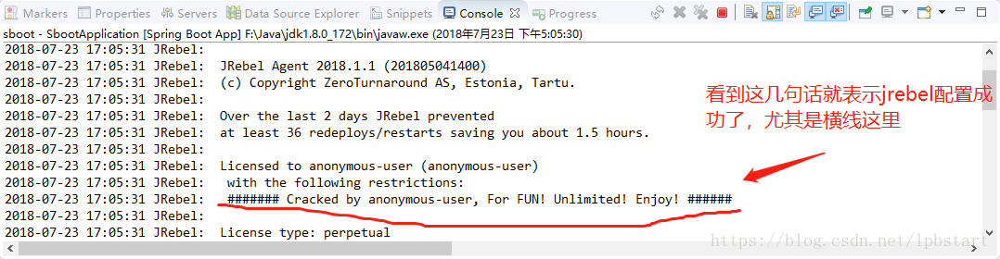 Markers Properties Servers Data Source Explorer Snippets Console Progress
sboot - SbootApplication [Spring Boot App] F:\Java\jdk1.8.0_172\bin\javaw.exe (2018年7月23日 下午5:05:30)
2018-07-23 17:05:31 JRebel:
2018-07-23 17:05:31 JRebel:  JRebel Agent 2018.1.1 (201805041400)
2018-07-23 17:05:31 JRebel:  (c) Copyright ZeroTurnaround AS, Estonia, Tartu.
2018-07-23 17:05:31 JRebel:
2018-07-23 17:05:31 JRebel:  Over the last 2 days JRebel prevented
2018-07-23 17:05:31 JRebel:  at least 36 redeploys/restarts saving you about 1.5 hours.
2018-07-23 17:05:31 JRebel:
2018-07-23 17:05:31 JRebel:  Licensed to anonymous-user (anonymous-user)
2018-07-23 17:05:31 JRebel:   with the following restrictions:
2018-07-23 17:05:31 JRebel:   ####### Cracked by anonymous-user, For FUN! Unlimited! Enjoy! ######
2018-07-23 17:05:31 JRebel:
2018-07-23 17:05:31 JRebel:  License type: perpetual
看到这几句话就表示jrebel配置成
功了，尤其是横线这里
https://blog.csdn.net/lpbstart